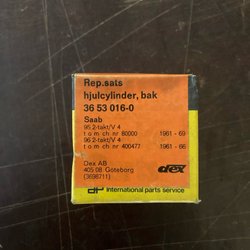 Rep.sats
hjulcylinder, bak
36 53 016-0
Saab
95 2-takt/V 4
t o m ch nr 80000 1961 - 69
96 2-takt/V 4
t o m ch nr 400477 1961 - 66
Dex AB
405 08 Göteborg
(3698711)
dex
international parts service